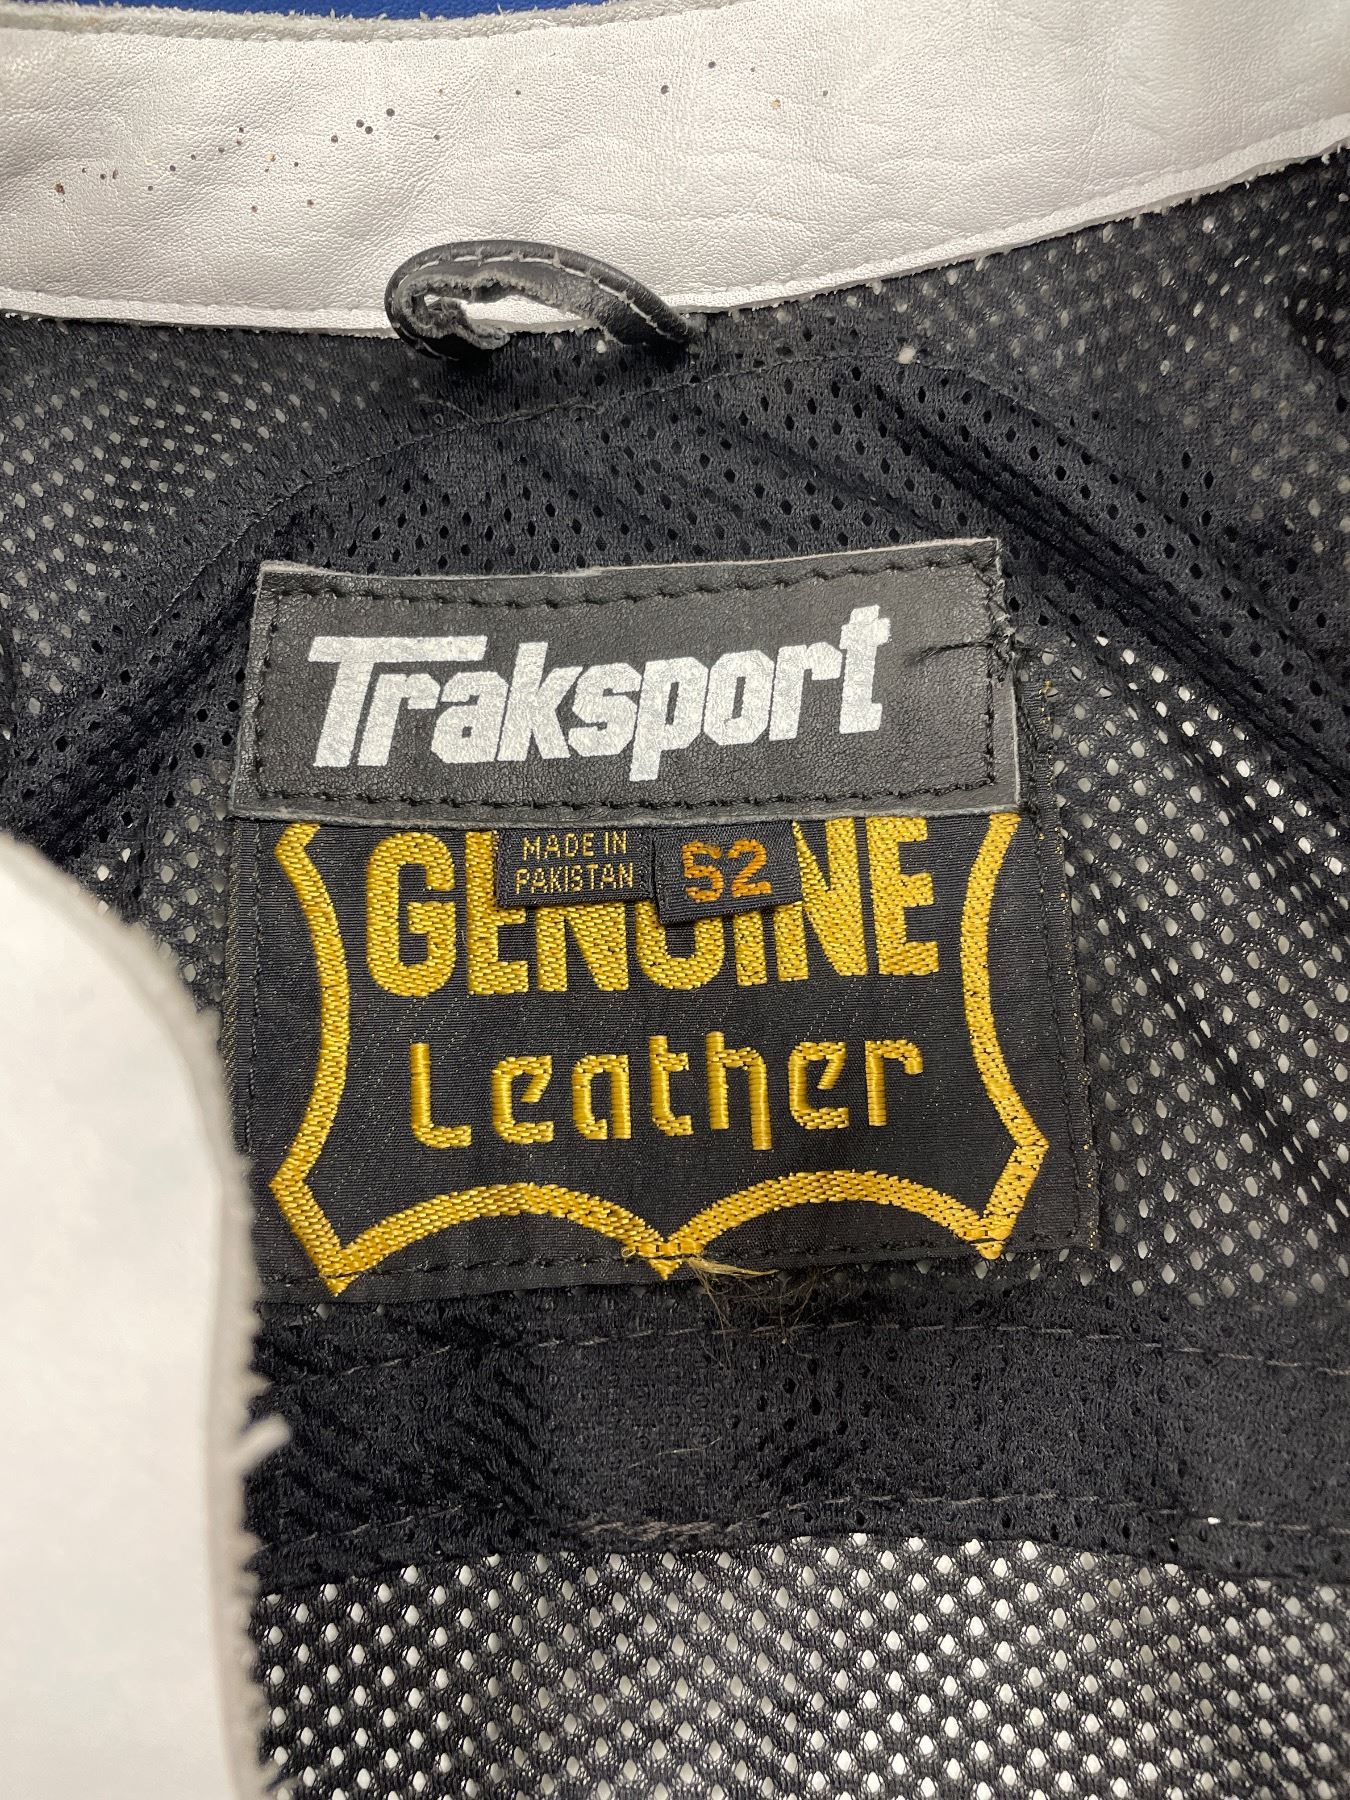 Traksport
MADE IN
PAKISTAN
52
GENUINE
Leather